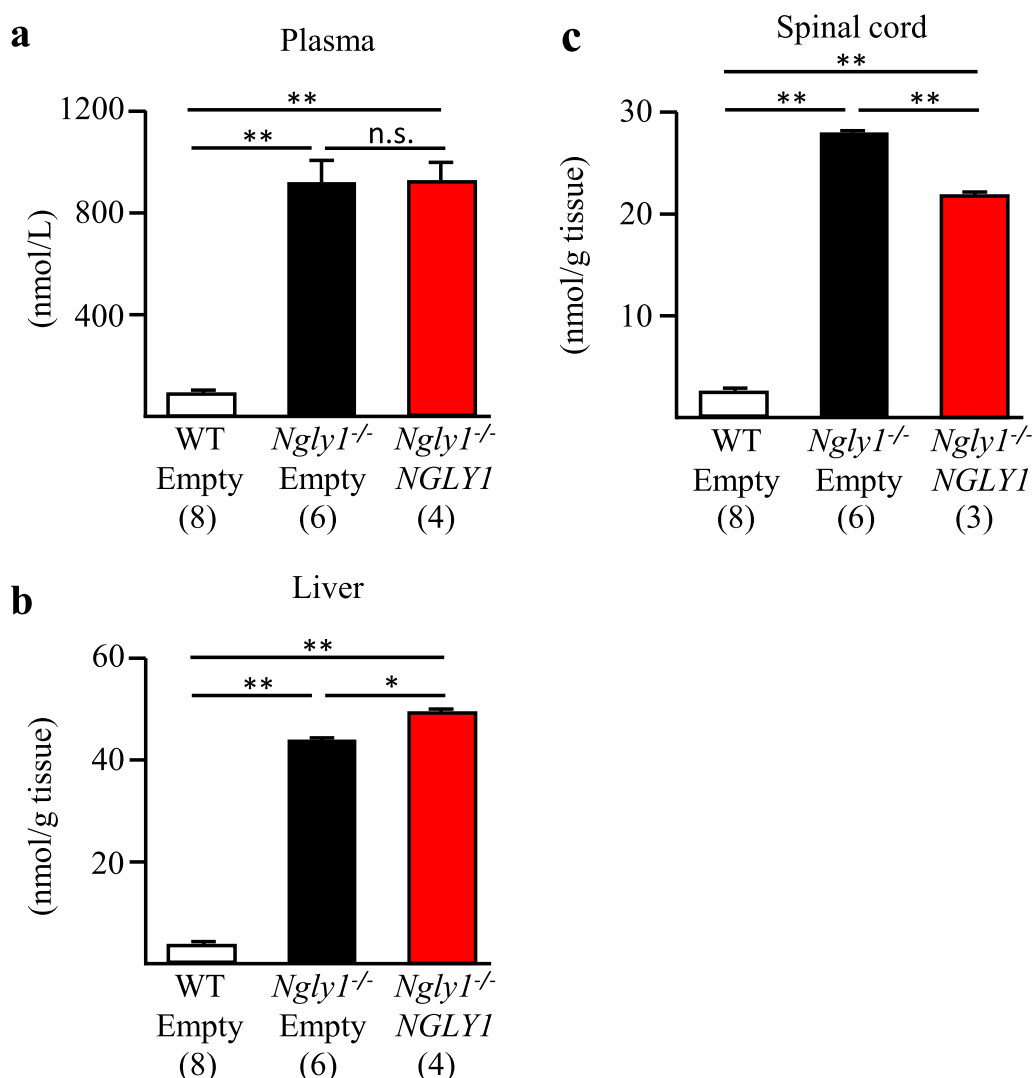 a
Plasma
**
**
n.s.
1200
800
400
(nmol/L)
WT Ngly1-/- Ngly1-/-
Empty Empty NGLY1
(8) (6) (4)
c
Spinal cord
**
** **
30
20
10
(nmol/g tissue)
WT Ngly1-/- Ngly1-/-
Empty Empty NGLY1
(8) (6) (3)
b
Liver
**
** *
60
40
20
(nmol/g tissue)
WT Ngly1-/- Ngly1-/-
Empty Empty NGLY1
(8) (6) (4)